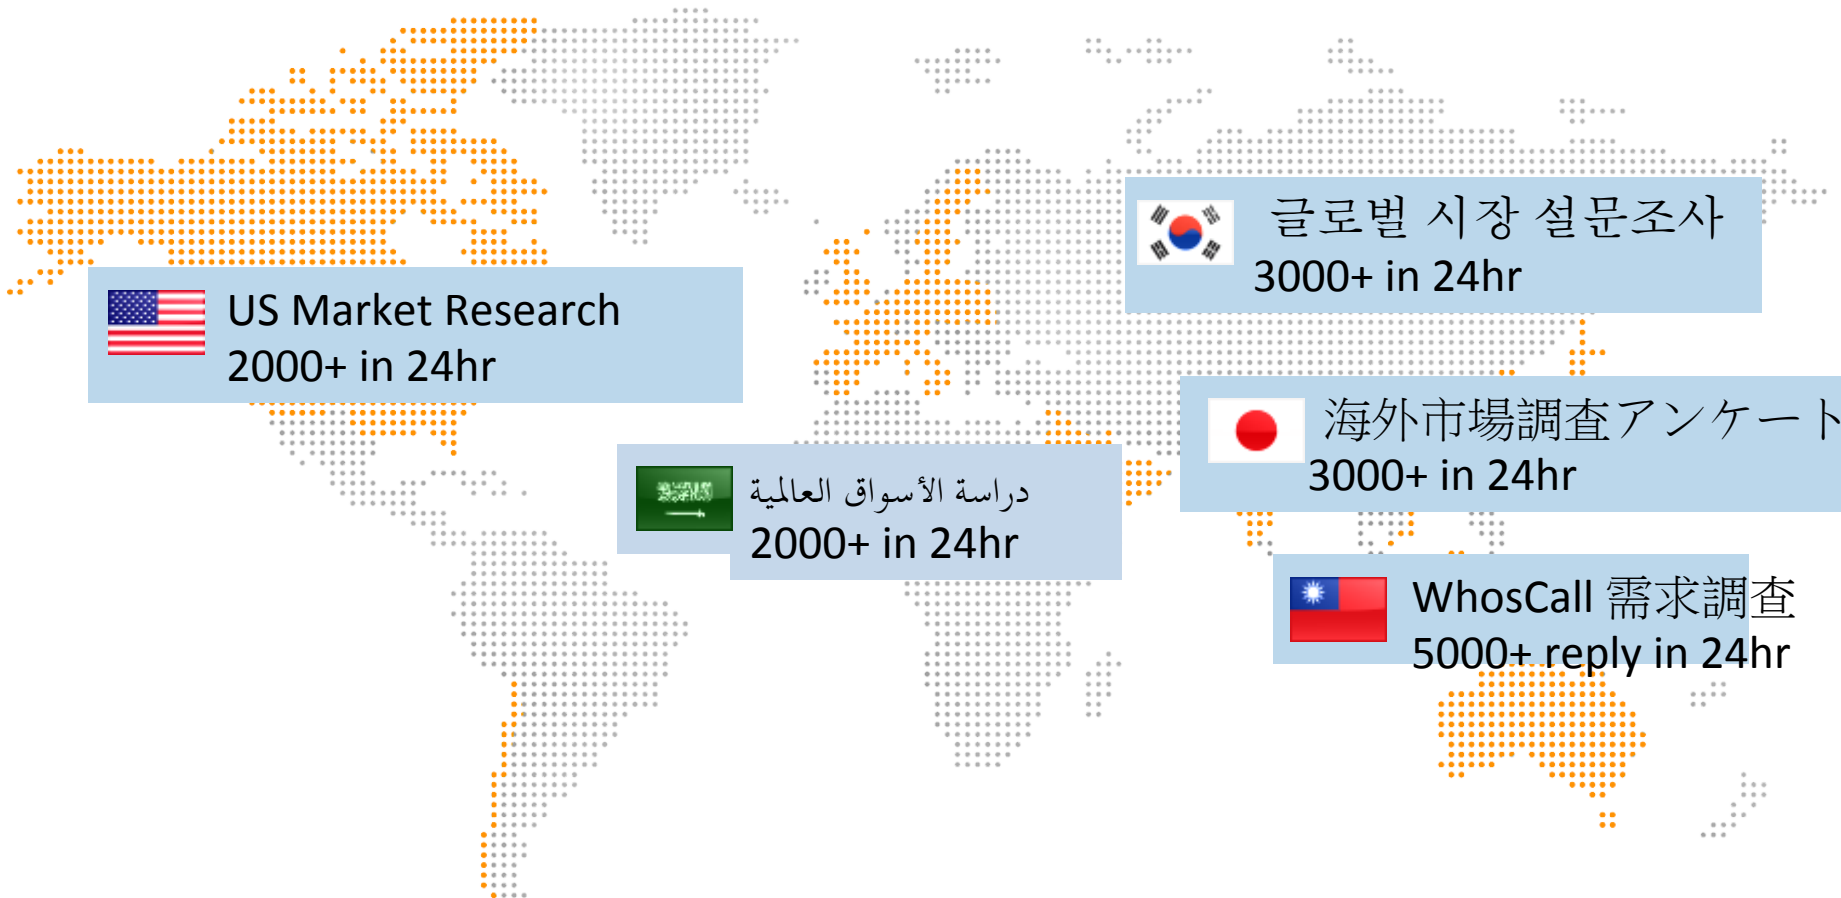 글로벌 시장 설문조사
3000+ in 24hr
US Market Research
2000+ in 24hr
海外市場調査アンケート
3000+ in 24hr
دراسة الأسواق العالمية
2000+ in 24hr
WhosCall 需求調查
5000+ reply in 24hr